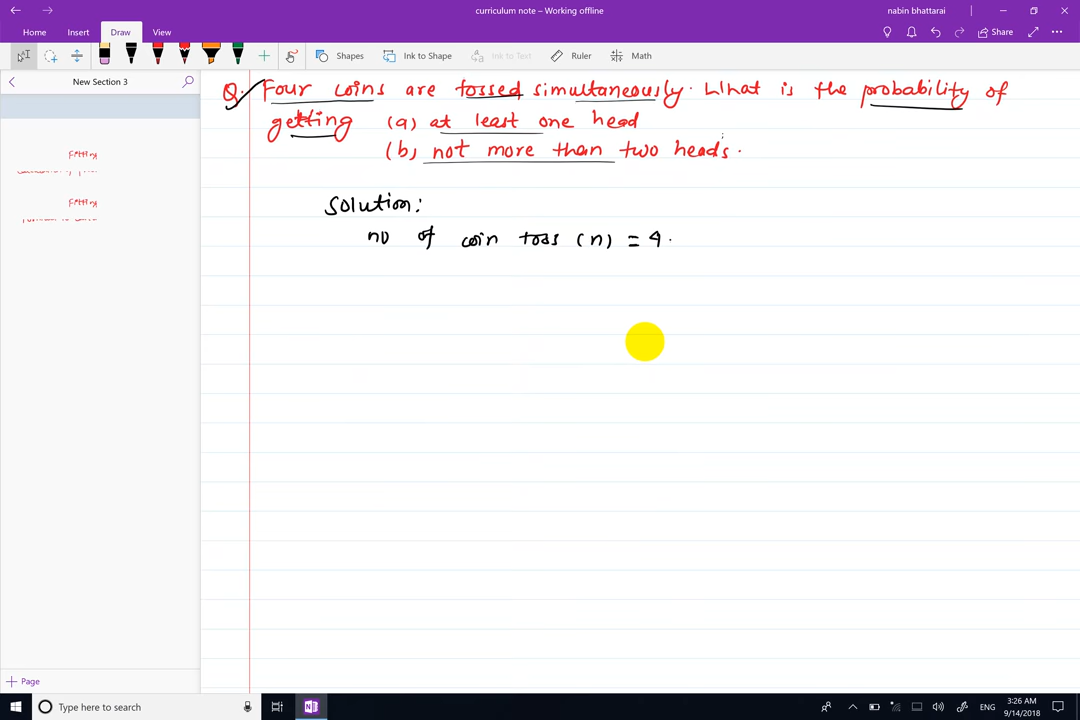 curriculum note - Working offline
nabin bhattarai
Home Insert Draw View
Share
Shapes Ink to Shape Ink to Text Ruler Math
New Section 3
Q. Four coins are tossed simultaneously. What is the probability of
getting (a) at least one head
(b) not more than two heads.
Solution:
no of coin toss (n) = 4.
Page
Type here to search
ENG
3:26 AM
9/14/2018